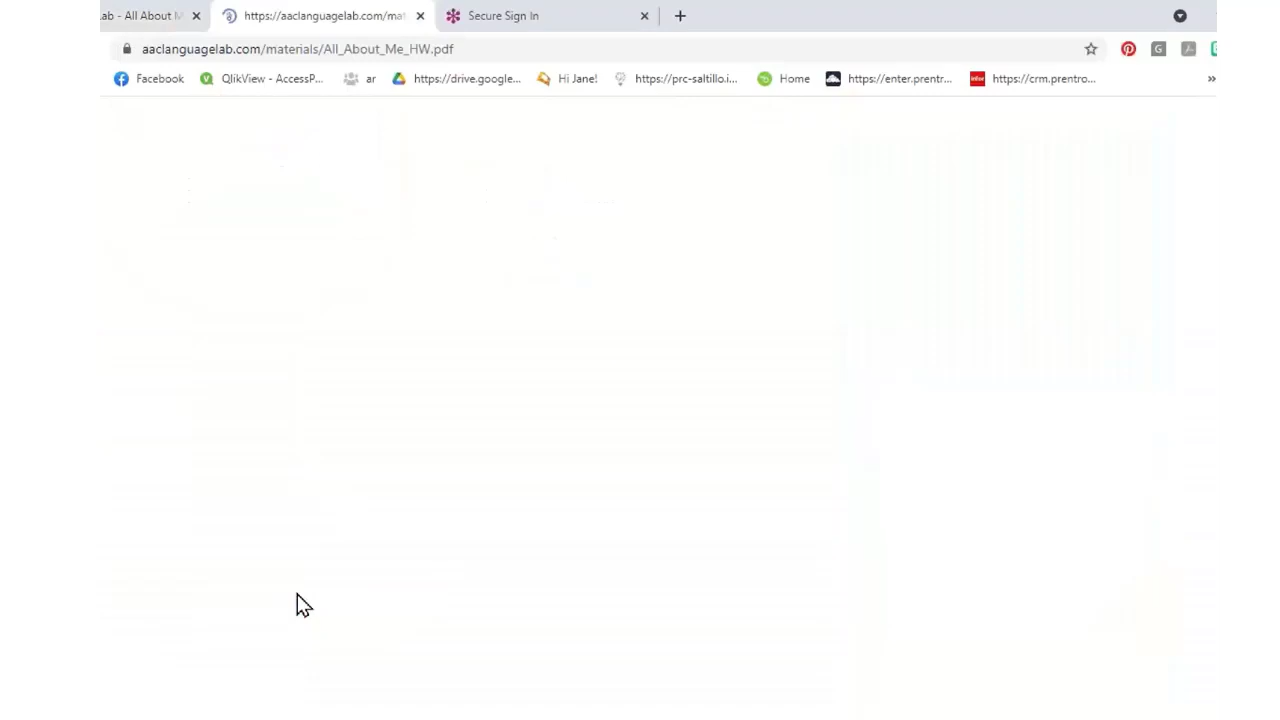 .ab - All About M
https://aaclanguagelab.com/mat
Secure Sign In
aaclanguagelab.com/materials/All_About_Me_HW.pdf
Facebook QlikView - AccessP... ar https://drive.google... Hi Jane! https://prc-saltillo.i... Home https://enter.prentr... https://crm.prentro... »